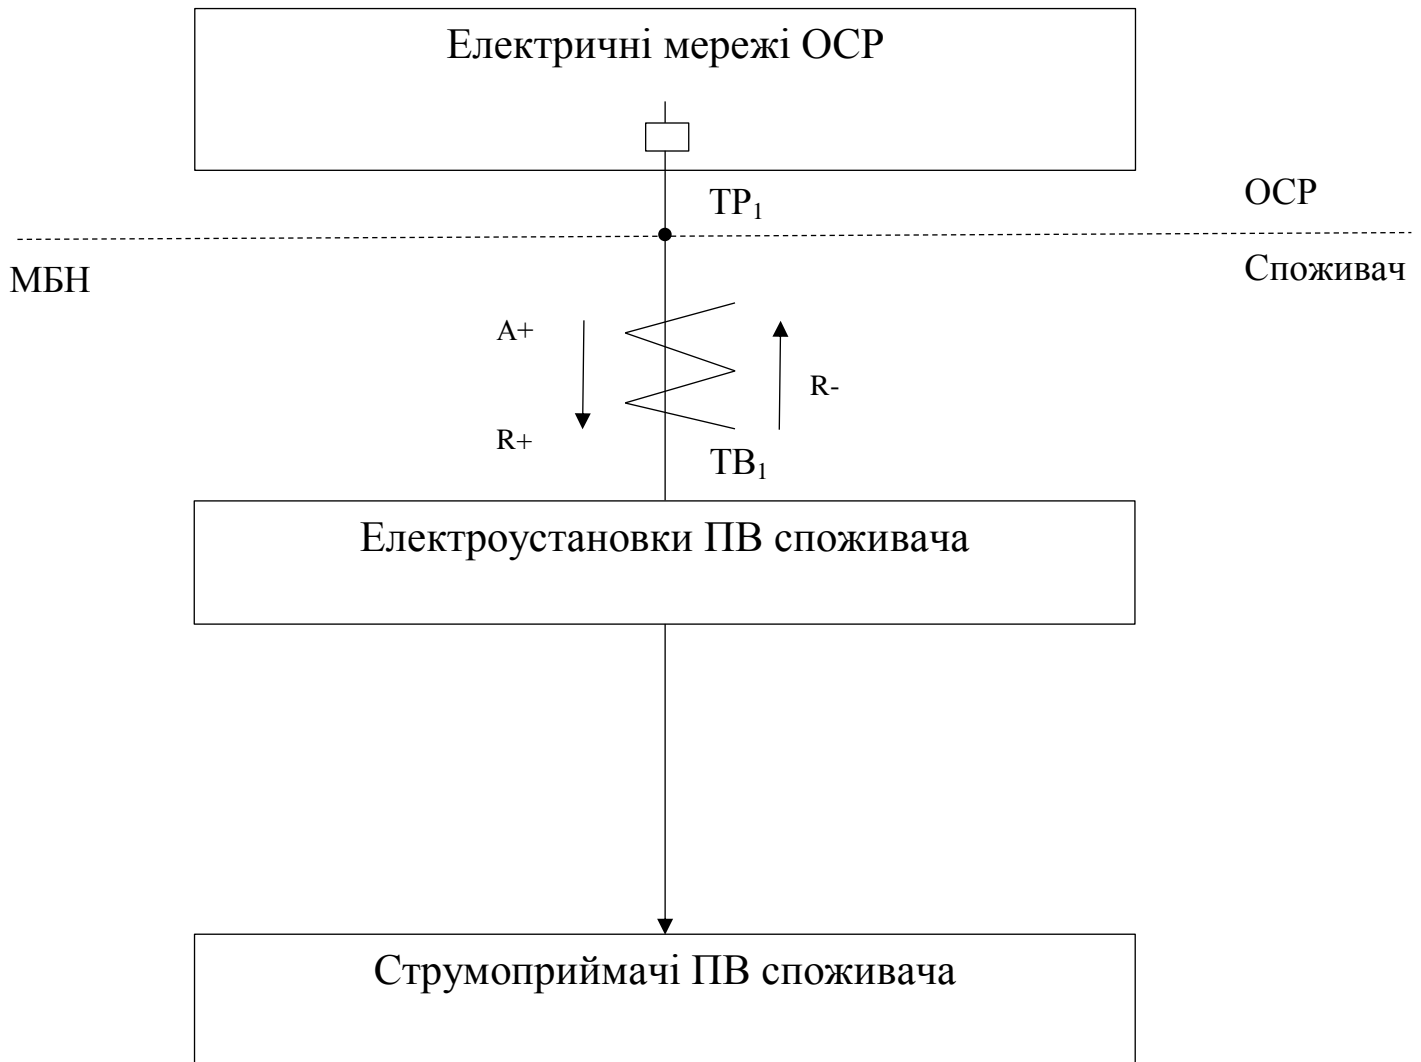 Електричні мережі ОСР
ТР₁
ОСР
МБН
Споживач
А+
R-
R+
ТВ₁
Електроустановки ПВ споживача
Струмоприймачі ПВ споживача